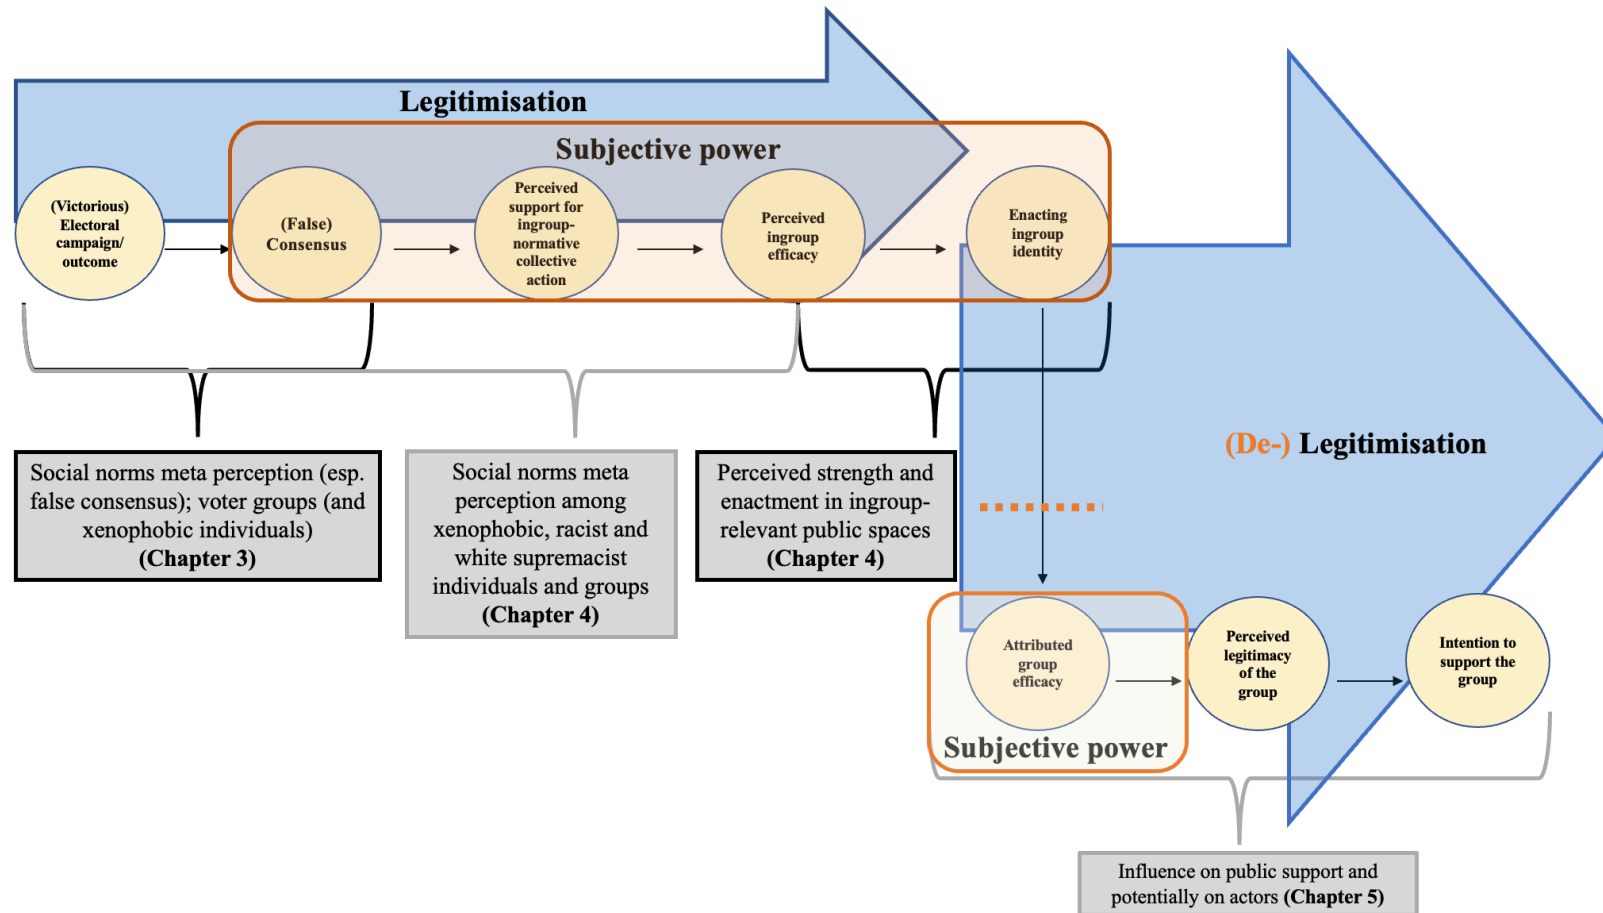 Legitimisation
Subjective power
(Victorious)
Electoral
campaign/
outcome
(False)
Consensus
Perceived
support for
ingroup-
normative
collective
action
Perceived
ingroup
efficacy
Enacting
ingroup
identity
Social norms meta perception (esp.
false consensus); voter groups (and
xenophobic individuals)
(Chapter 3)
Social norms meta
perception among
xenophobic, racist and
white supremacist
individuals and groups
(Chapter 4)
Perceived strength and
enactment in ingroup-
relevant public spaces
(Chapter 4)
(De-) Legitimisation
Attributed
group
efficacy
Subjective power
Perceived
legitimacy
of the
group
Intention to
support the
group
Influence on public support and
potentially on actors (Chapter 5)